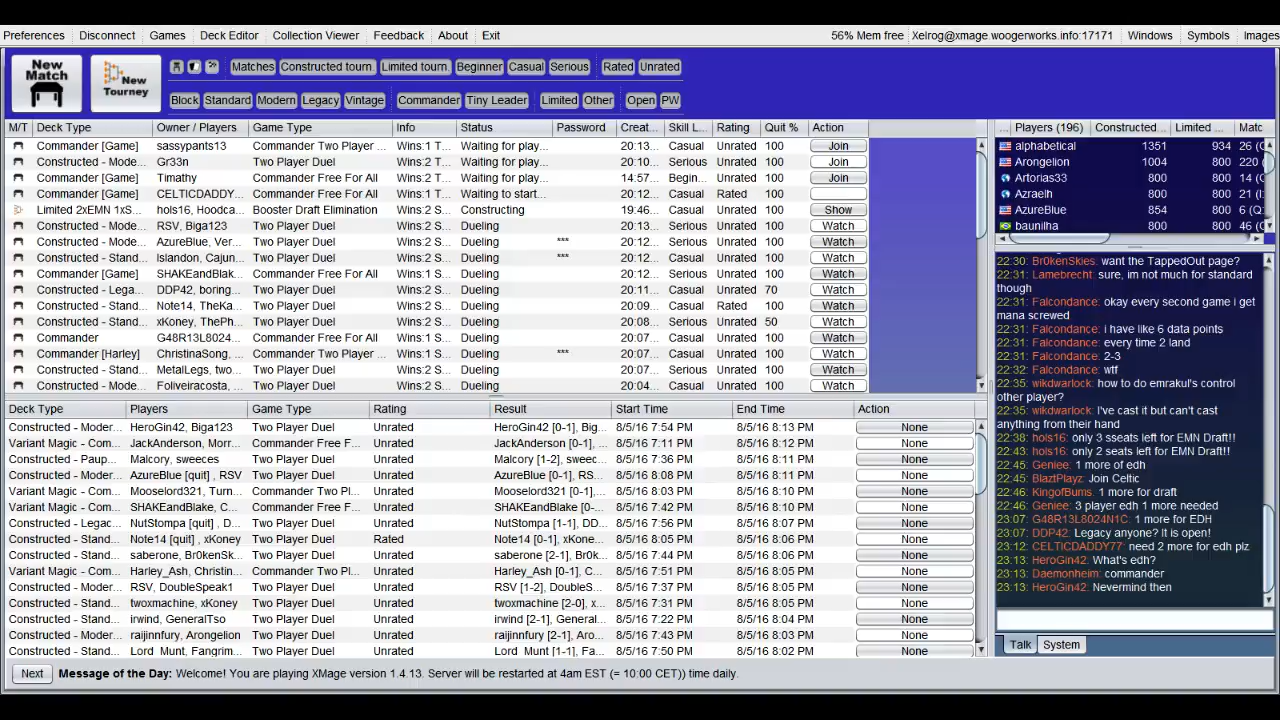 Preferences Disconnect Games Deck Editor Collection Viewer Feedback About Exit 56% Mem free Xelrog@xmage.woogerworks.info:17171 Windows Symbols Images
New Match
New Tourney
Matches Constructed tourn. Limited tourn. Beginner Casual Serious Rated Unrated
Block Standard Modern Legacy Vintage Commander Tiny Leader Limited Other Open PW
M/T Deck Type Owner / Players Game Type Info Status Password Creat... Skill L... Rating Quit % Action
Commander [Game] sassypants13 Commander Two Player ... Wins:1 T... Waiting for play... 20:13... Casual Unrated 100 Join
Constructed - Mode... Gr33n Two Player Duel Wins:2 S... Waiting for play... 20:10... Serious Unrated 100 Join
Commander [Game] Timathy Commander Free For All Wins:1 S... Waiting for play... 14:57... Begin... Unrated 100 Join
Commander [Game] CELTICDADDY... Commander Free For All Wins:1 T... Waiting to start... 20:12... Casual Rated 100
Limited 2xEMN 1xS... hols16, Hoodca... Booster Draft Elimination Wins:2 S... Constructing 19:46... Casual Unrated 100 Show
Constructed - Mode... RSV, Biga123 Two Player Duel Wins:2 S... Dueling 20:13... Serious Unrated 100 Watch
Constructed - Mode... AzureBlue, Ver... Two Player Duel Wins:2 S... Dueling *** 20:12... Serious Unrated 100 Watch
Constructed - Stand... islandon, Cajun... Two Player Duel Wins:2 S... Dueling *** 20:12... Casual Unrated 100 Watch
Commander [Game] SHAKEandBlak... Commander Free For All Wins:1 S... Dueling 20:12... Serious Unrated 100 Watch
Constructed - Lega... DDP42, boring... Two Player Duel Wins:2 S... Dueling 20:11... Casual Unrated 70 Watch
Constructed - Stand... Note14, TheKa... Two Player Duel Wins:2 S... Dueling 20:09... Casual Rated 100 Watch
Constructed - Stand... xKoney, ThePh... Two Player Duel Wins:2 S... Dueling 20:08... Serious Unrated 50 Watch
Commander G48R13L8024... Commander Free For All Wins:1 S... Dueling 20:07... Casual Unrated 100 Watch
Commander [Harley] ChristinaSong, ... Commander Two Player ... Wins:1 S... Dueling *** 20:07... Casual Unrated 100 Watch
Constructed - Stand... MetalLegs, two... Two Player Duel Wins:2 S... Dueling 20:07... Serious Unrated 100 Watch
Constructed - Mode... Foliveiracosta, ... Two Player Duel Wins:2 S... Dueling 20:04... Casual Unrated 100 Watch
Deck Type Players Game Type Rating Result Start Time End Time Action
Constructed - Moder... HeroGin42, Biga123 Two Player Duel Unrated HeroGin42 [0-1], Big... 8/5/16 7:54 PM 8/5/16 8:13 PM None
Variant Magic - Com... JackAnderson, Morr... Commander Free F... Unrated JackAnderson [0-1], ... 8/5/16 7:11 PM 8/5/16 8:12 PM None
Constructed - Paup... Malcory, sweeces Two Player Duel Unrated Malcory [1-2], sweec... 8/5/16 7:36 PM 8/5/16 8:11 PM None
Constructed - Moder... AzureBlue [quit] , RSV Two Player Duel Unrated AzureBlue [0-1], RS... 8/5/16 8:08 PM 8/5/16 8:11 PM None
Variant Magic - Com... Mooselord321, Turn... Commander Two Pl... Unrated Mooselord321 [0-1], ... 8/5/16 8:08 PM 8/5/16 8:10 PM None
Variant Magic - Com... SHAKEandBlake, C... Commander Free F... Unrated SHAKEandBlake [0-... 8/5/16 7:42 PM 8/5/16 8:10 PM None
Constructed - Legac... NutStompa [quit] , D... Two Player Duel Unrated NutStompa [1-1], DD... 8/5/16 7:56 PM 8/5/16 8:07 PM None
Constructed - Stand... Note14 [quit] , xKoney Two Player Duel Rated Note14 [0-1], xKone... 8/5/16 8:05 PM 8/5/16 8:06 PM None
Constructed - Stand... saberone, Br0kenSk... Two Player Duel Unrated saberone [2-1], Br0k... 8/5/16 7:44 PM 8/5/16 8:06 PM None
Variant Magic - Com... Harley_Ash, Christin... Commander Two Pl... Unrated Harley_Ash [0-1], C... 8/5/16 7:51 PM 8/5/16 8:05 PM None
Constructed - Moder... RSV, DoubleSpeak1 Two Player Duel Unrated RSV [1-2], DoubleS... 8/5/16 7:37 PM 8/5/16 8:05 PM None
Constructed - Stand... twoxmachine, xKoney Two Player Duel Unrated twoxmachine [2-0], x... 8/5/16 7:51 PM 8/5/16 8:05 PM None
Constructed - Stand... irwind, GeneralTso Two Player Duel Unrated irwind [2-1], General... 8/5/16 7:22 PM 8/5/16 8:04 PM None
Constructed - Moder... raijinnfury, Arongelion Two Player Duel Unrated raijinnfury [2-1], Aro... 8/5/16 7:43 PM 8/5/16 8:03 PM None
Constructed - Stand... Lord_Munt, Fangrim... Two Player Duel Unrated Lord_Munt [1-2], Fan... 8/5/16 7:50 PM 8/5/16 8:02 PM None
... Players (196) Constructed... Limited ... Matc
alphabetical 1351 934 26 (C
Arongelion 1004 800 220 (
Artorias33 800 800 14 (C
Azraelh 800 800 21 (I:
AzureBlue 854 800 6 (Q:
baunilha 800 800 46 (C
22:30: Br0kenSkies: want the TappedOut page?
22:31: Lamebrecht: sure, im not much for standard
though
22:31: Falcondance: okay every second game i get
mana screwed
22:31: Falcondance: i have like 6 data points
22:31: Falcondance: every time 2 land
22:31: Falcondance: 2-3
22:32: Falcondance: wtf
22:35: wikdwarlock: how to do emrakul's control
other player?
22:35: wikdwarlock: I've cast it but can't cast
anything from their hand
22:38: hols16: only 3 sseats left for EMN Draft!!
22:43: hols16: only 2 seats left for EMN Draft!!
22:45: Geniee: 1 more of edh
22:45: BlaztPlayz: Join Celtic
22:46: KingofBums: 1 more for draft
22:46: Geniee: 3 player edh 1 more needed
23:07: G48R13L8024N1C: 1 more for EDH
23:07: DDP42: Legacy anyone? It is open!
23:12: CELTICDADDY77: need 2 more for edh plz
23:13: HeroGin42: What's edh?
23:13: Daemonheim: commander
23:13: HeroGin42: Nevermind then
Talk System
Next Message of the Day: Welcome! You are playing XMage version 1.4.13. Server will be restarted at 4am EST (= 10:00 CET)) time daily.